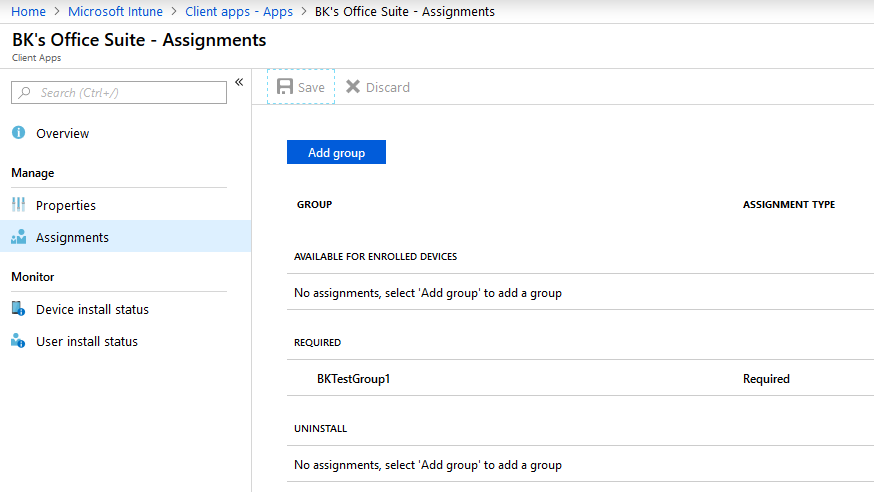 Home > Microsoft Intune > Client apps - Apps > BK's Office Suite - Assignments
BK's Office Suite - Assignments
Client Apps
Search (Ctrl+/)
«
Save
Discard
Overview
Manage
Properties
Assignments
Monitor
Device install status
User install status
Add group
GROUP ASSIGNMENT TYPE
AVAILABLE FOR ENROLLED DEVICES
No assignments, select 'Add group' to add a group
REQUIRED
BKTestGroup1 Required
UNINSTALL
No assignments, select 'Add group' to add a group